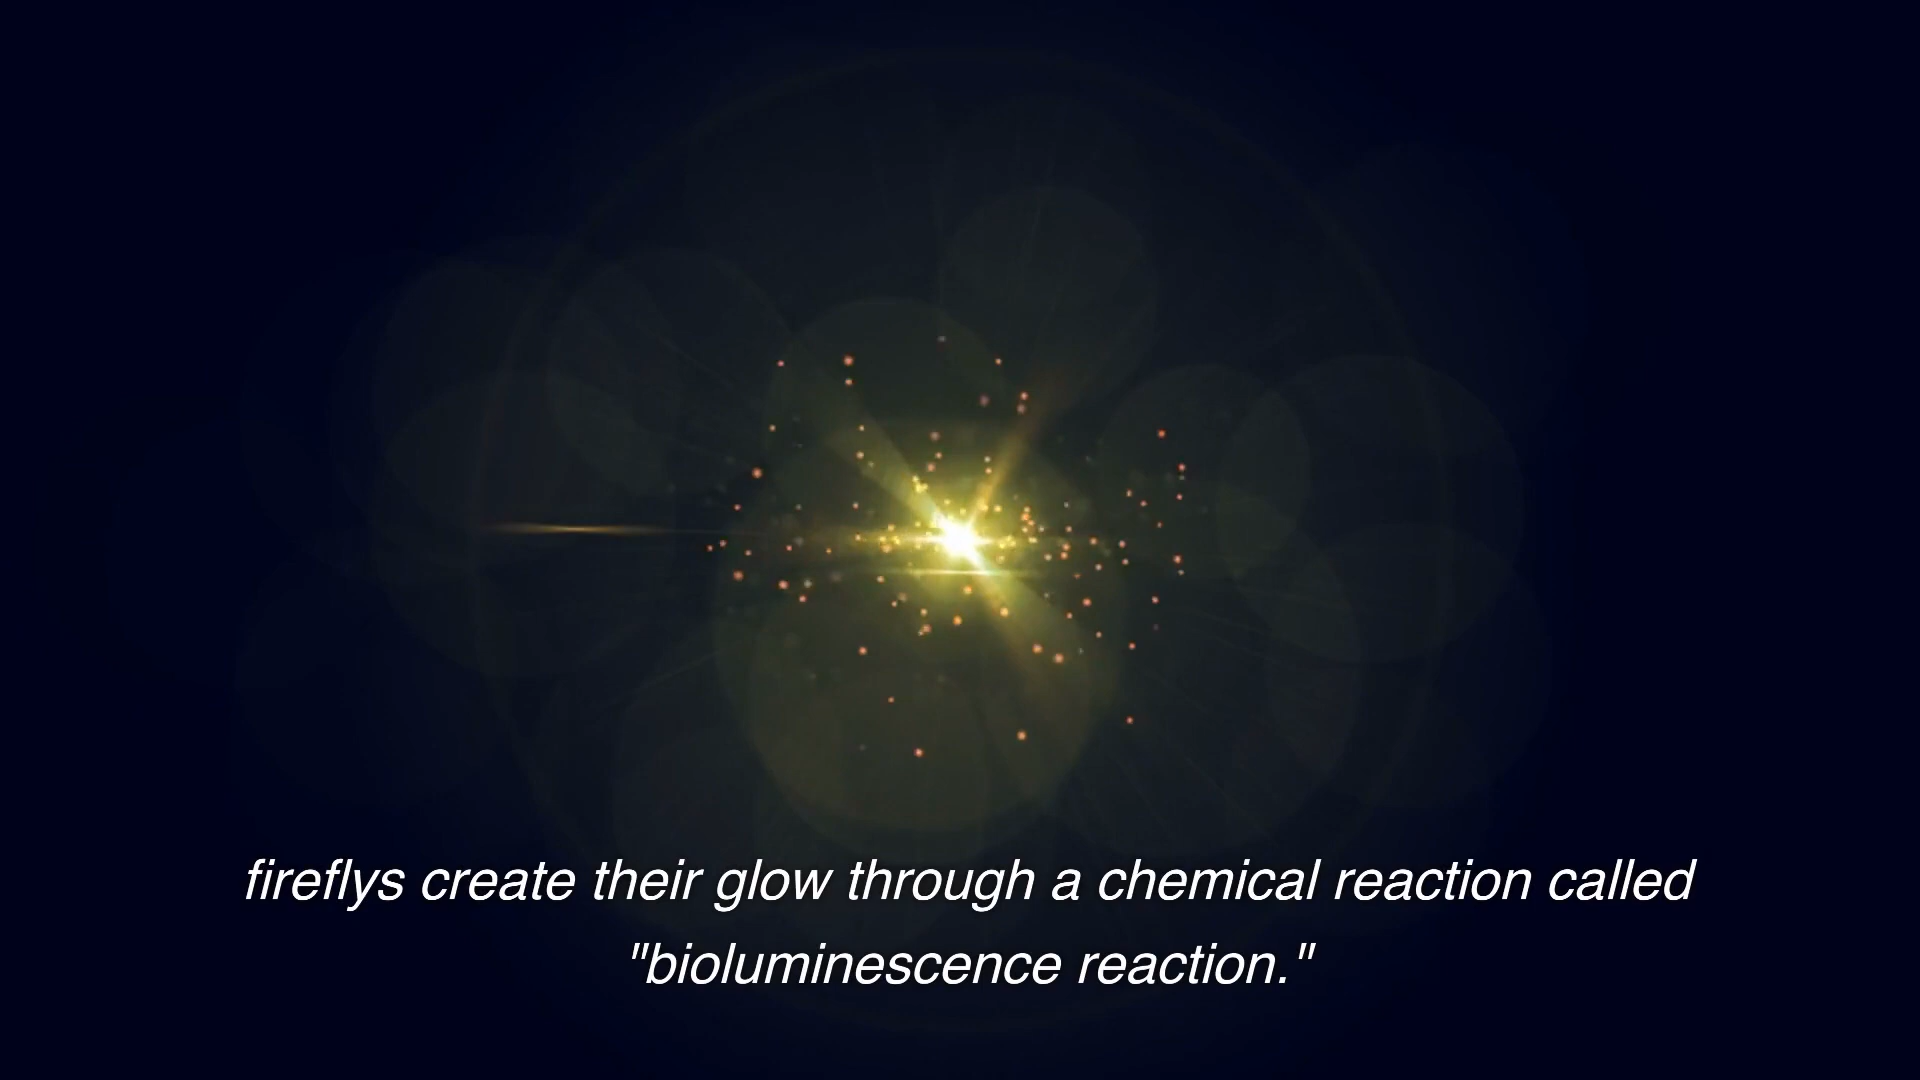 fireflys create their glow through a chemical reaction called
"bioluminescence reaction."